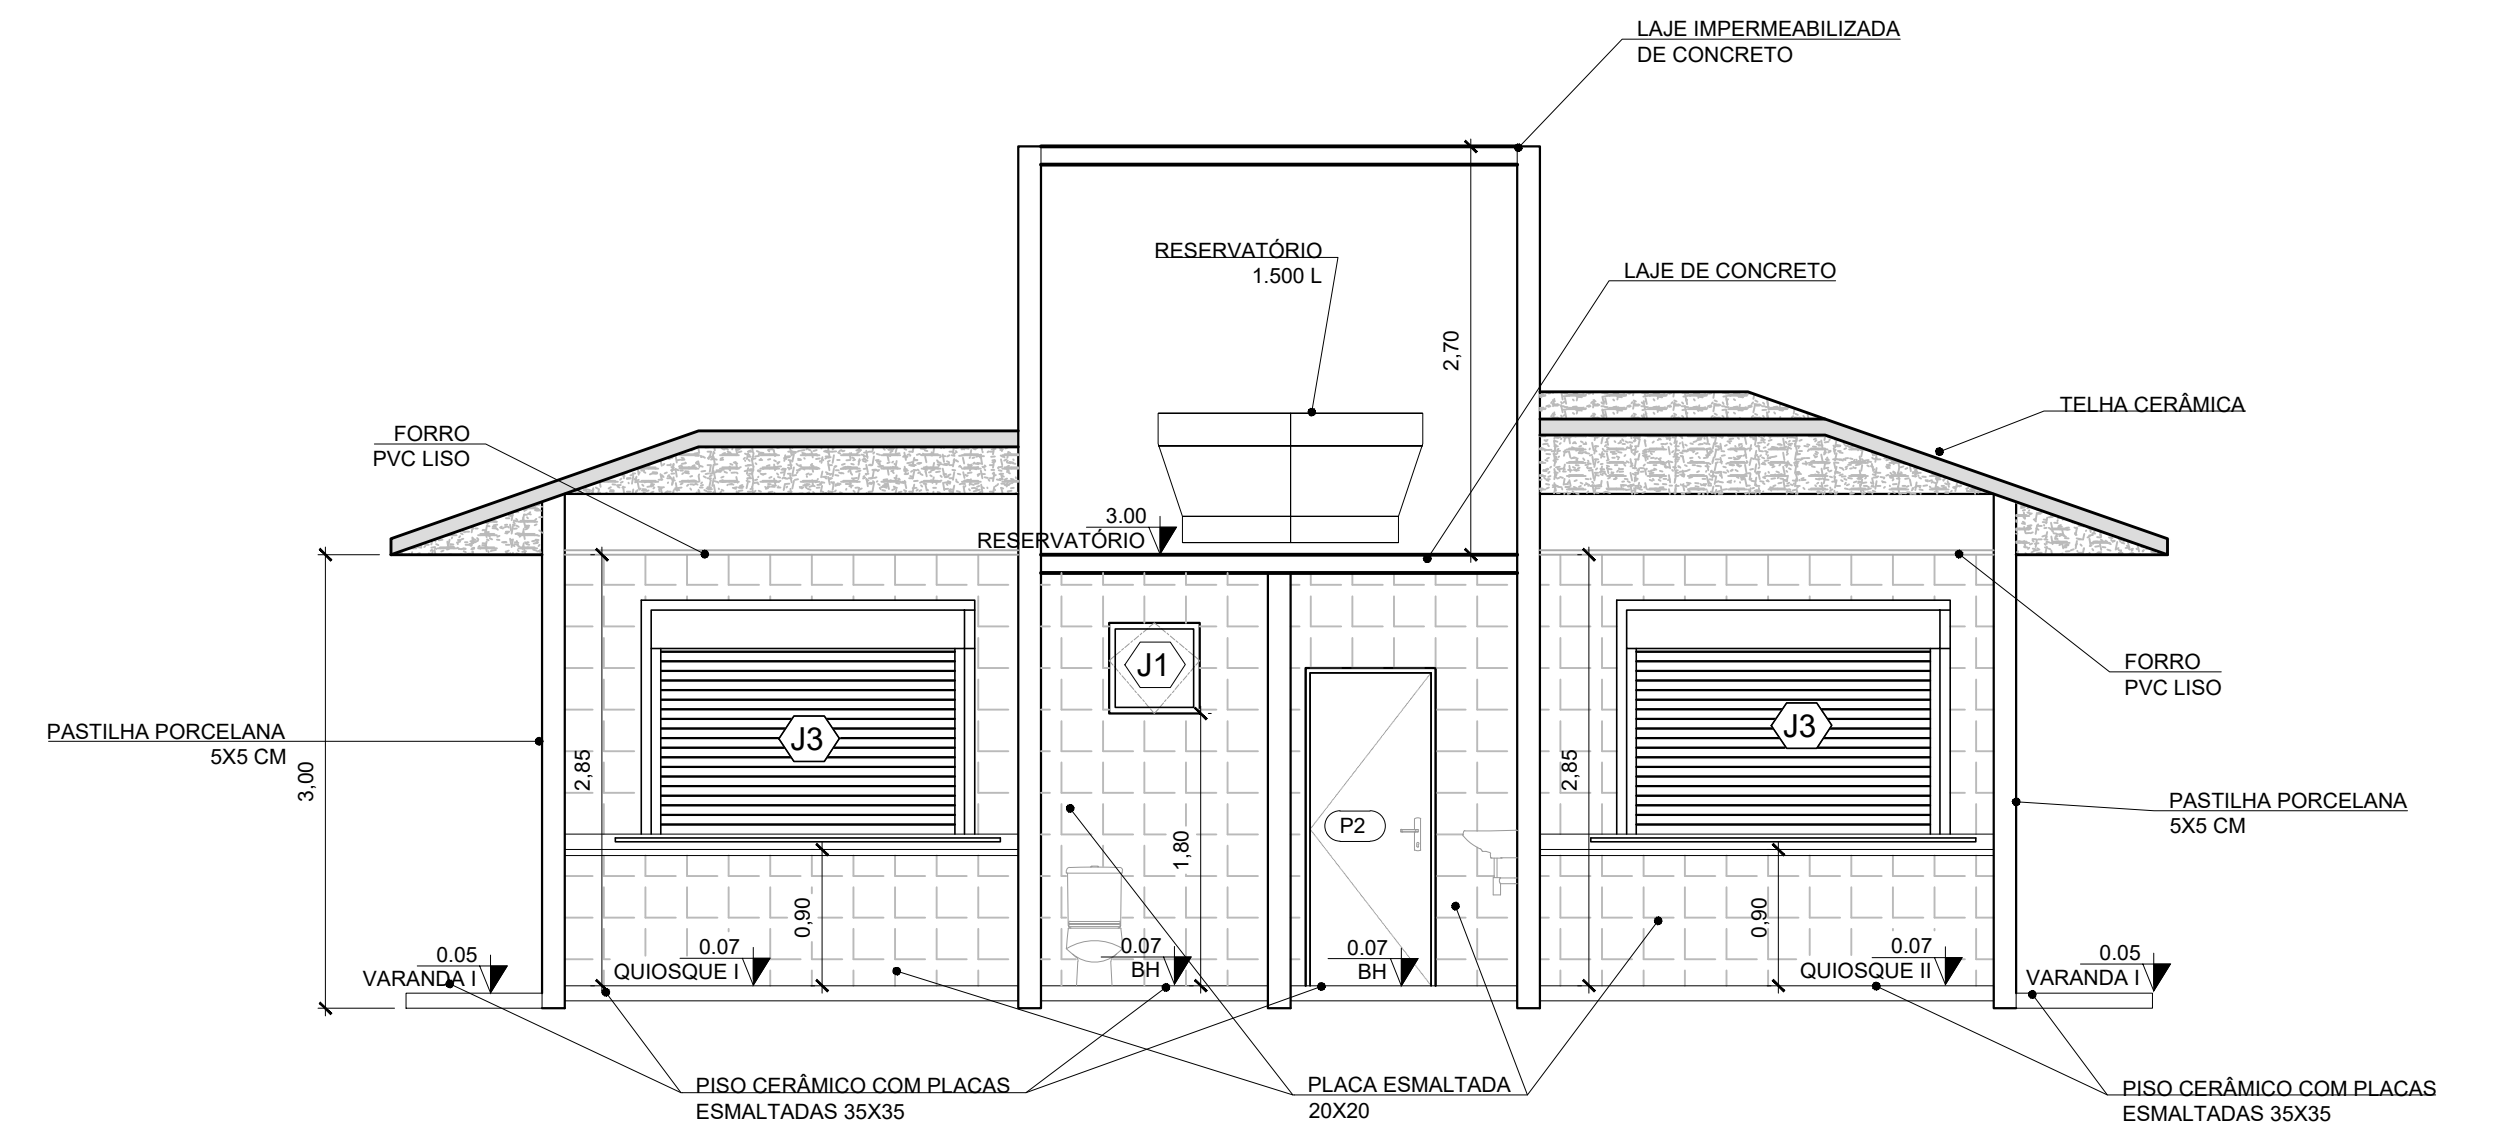 LAJE IMPERMEABILIZADA
DE CONCRETO
RESERVATÓRIO
1.500 L
LAJE DE CONCRETO
2,70
TELHA CERÂMICA
FORRO
PVC LISO
3.00
RESERVATÓRIO
J1
FORRO
PVC LISO
J3
J3
PASTILHA PORCELANA
5X5 CM
3,00
2,85
2,85
PASTILHA PORCELANA
5X5 CM
P2
1,80
0,90
0,90
0.05
VARANDA I
0.07
QUIOSQUE I
0.07
BH
0.07
BH
0.07
QUIOSQUE II
0.05
VARANDA I
PISO CERÂMICO COM PLACAS
ESMALTADAS 35X35
PLACA ESMALTADA
20X20
PISO CERÂMICO COM PLACAS
ESMALTADAS 35X35